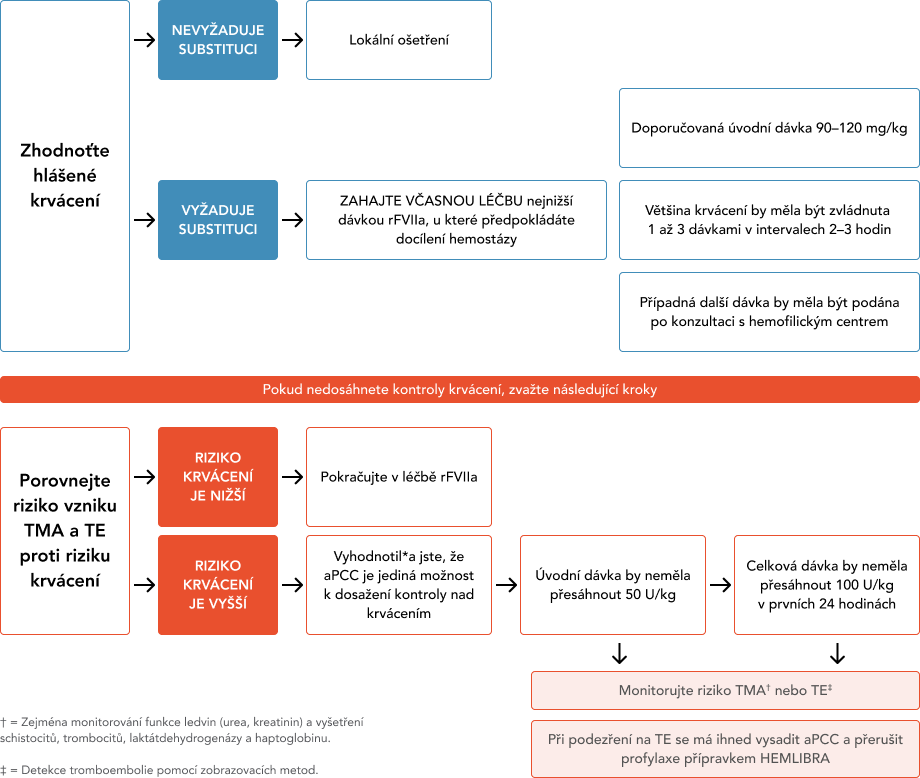 Zhodnoťte
hlášené
krvácení
NEVYŽADUJE
SUBSTITUCI
Lokální ošetření
VYŽADUJE
SUBSTITUCI
ZAHAJTE VČASNOU LÉČBU nejnižší
dávkou rFVIIa, u které předpokládáte
docílení hemostázy
Doporučovaná úvodní dávka 90–120 mg/kg
Většina krvácení by měla být zvládnuta
1 až 3 dávkami v intervalech 2–3 hodin
Případná další dávka by měla být podána
po konzultaci s hemofilickým centrem
Pokud nedosáhnete kontroly krvácení, zvažte následující kroky
Porovnejte
riziko vzniku
TMA a TE
proti riziku
krvácení
RIZIKO
KRVÁCENÍ
JE NIŽŠÍ
Pokračujte v léčbě rFVIIa
RIZIKO
KRVÁCENÍ
JE VYŠŠÍ
Vyhodnotil*a jste, že
aPCC je jediná možnost
k dosažení kontroly nad
krvácením
Úvodní dávka by neměla
přesáhnout 50 U/kg
Celková dávka by neměla
přesáhnout 100 U/kg
v prvních 24 hodinách
Monitorujte riziko TMA† nebo TE‡
Při podezření na TE se má ihned vysadit aPCC a přerušit
profylaxe přípravkem HEMLIBRA
† = Zejména monitorování funkce ledvin (urea, kreatinin) a vyšetření
schistocitů, trombocitů, laktátdehydrogenázy a haptoglobinu.
‡ = Detekce tromboembolie pomocí zobrazovacích metod.